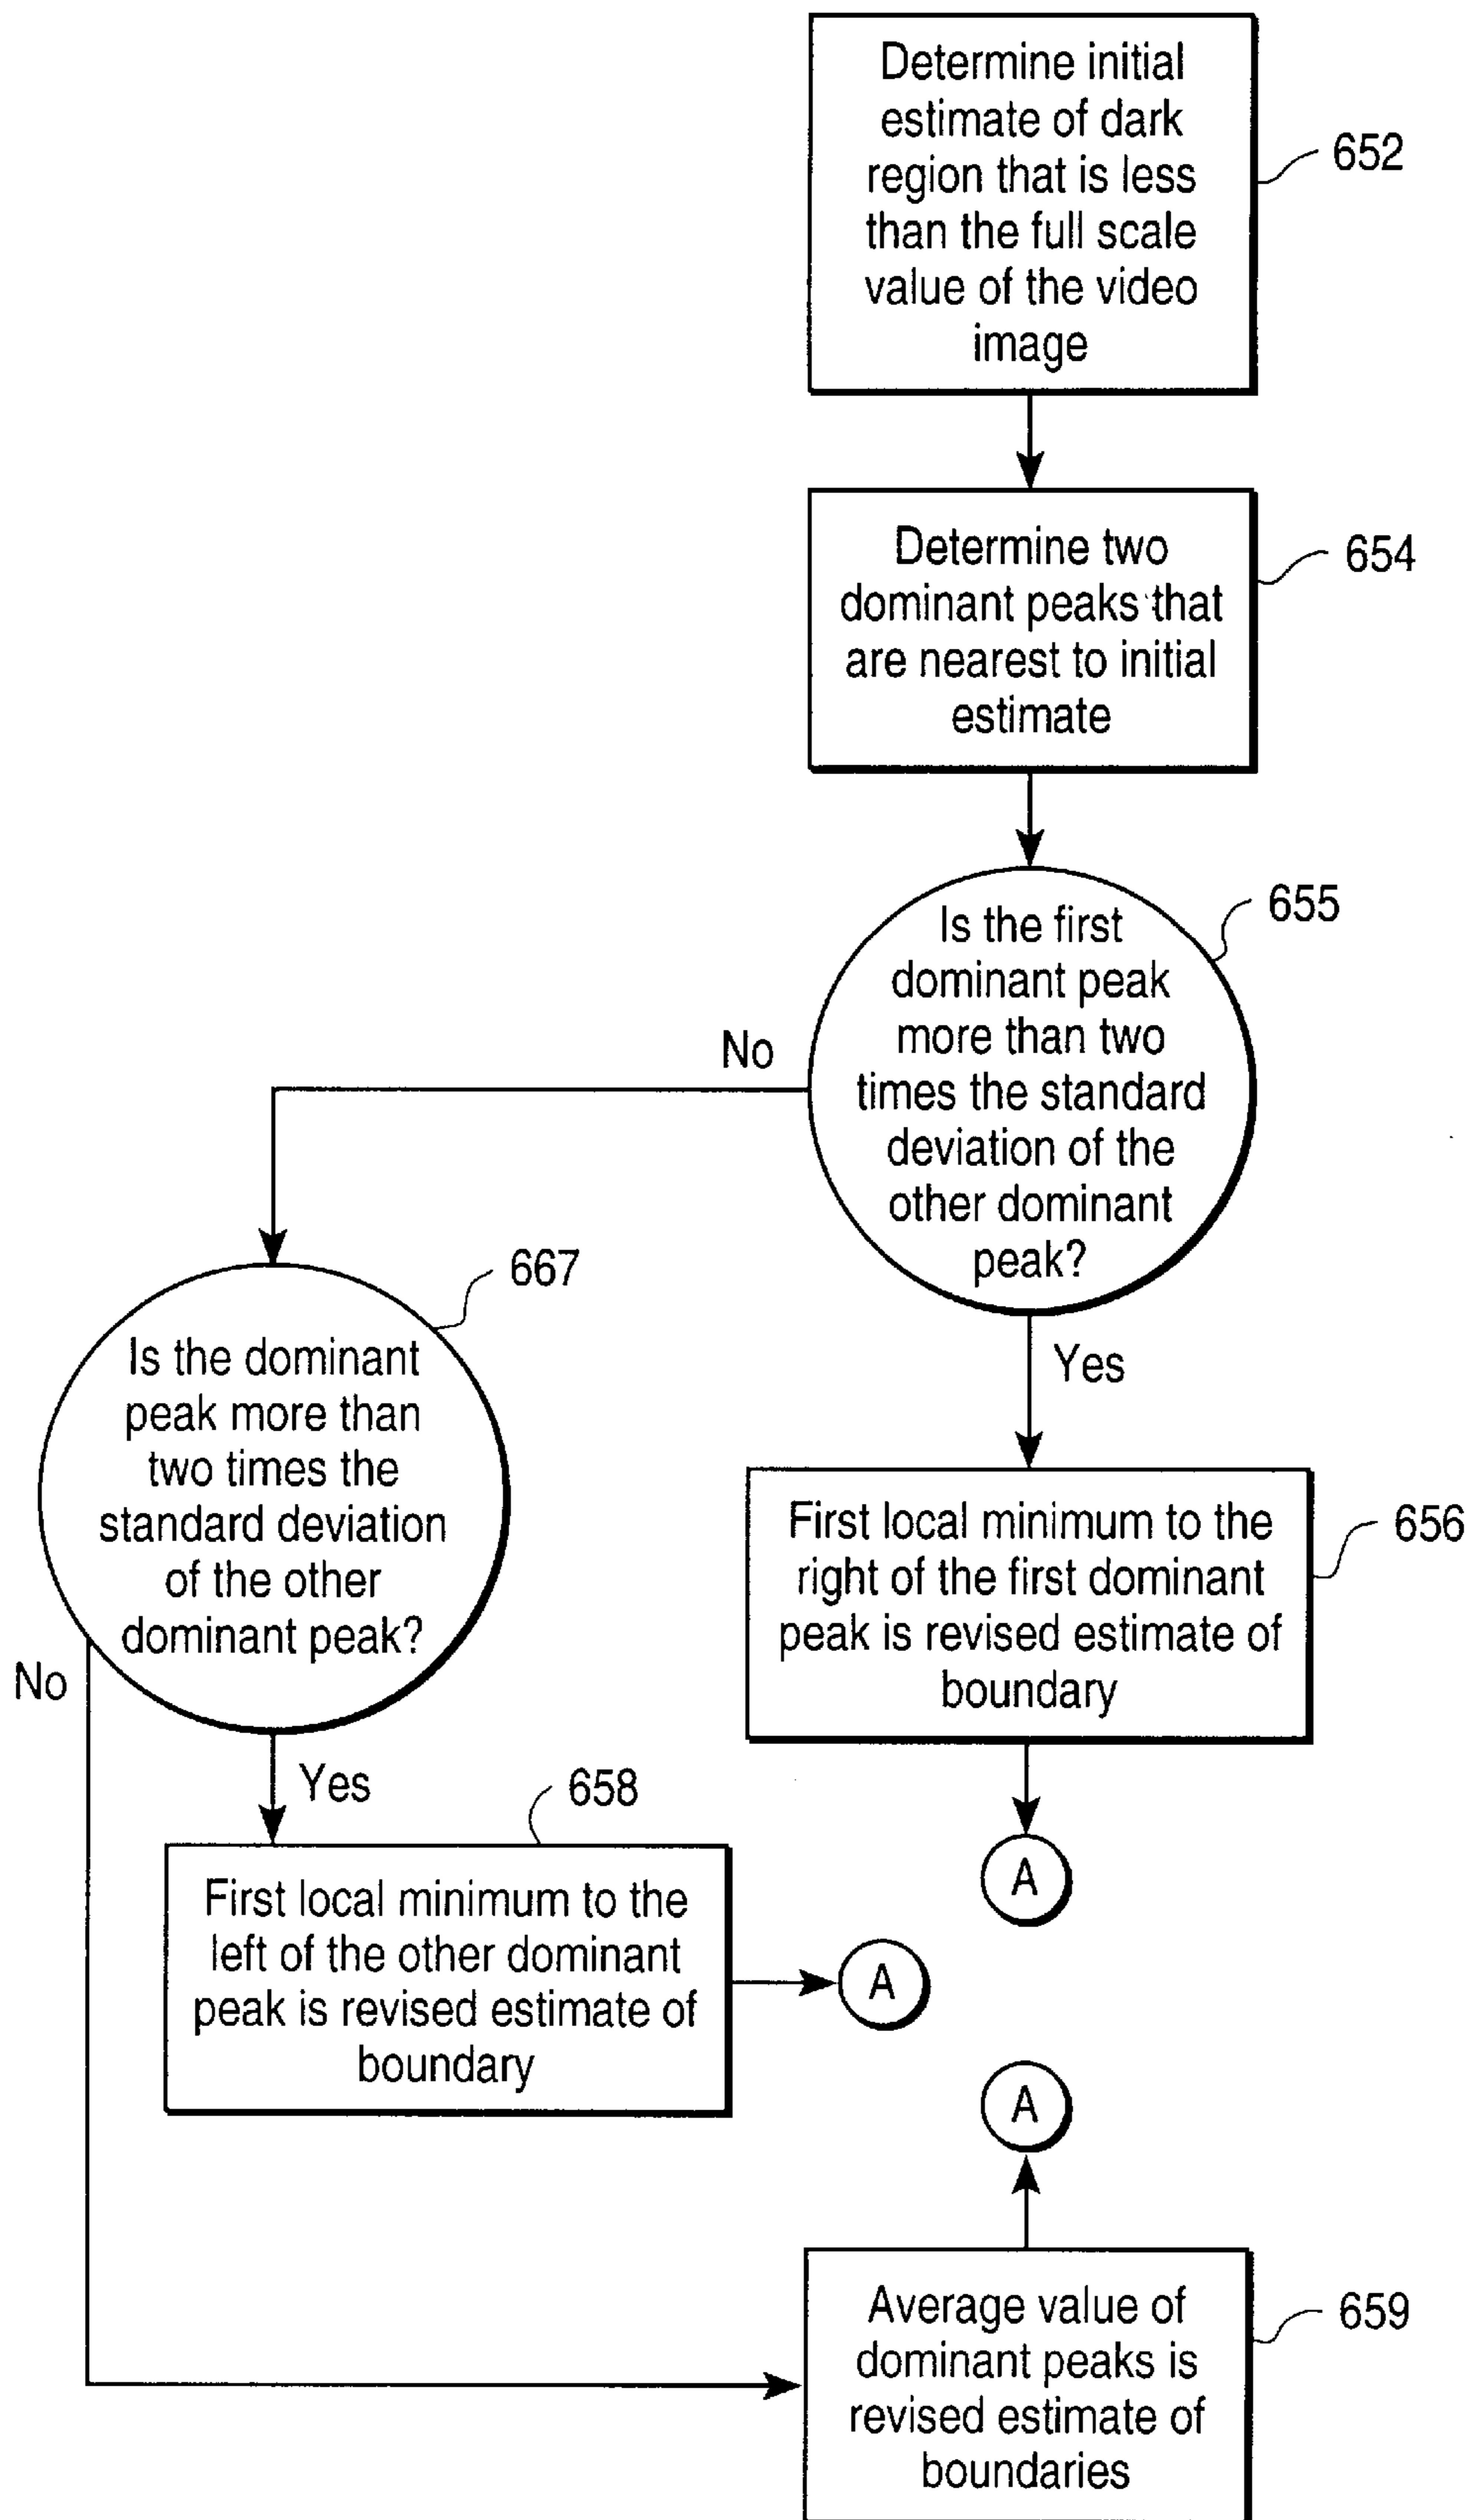 Determine initial
estimate of dark
region that is less
than the full scale
value of the video
image
652
Determine two
dominant peaks that
are nearest to initial
estimate
654
Is the first
dominant peak
more than two
times the standard
deviation of the
other dominant
peak?
655
No
Yes
667
Is the dominant
peak more than
two times the
standard deviation
of the other
dominant peak?
No
Yes
First local minimum to the
right of the first dominant
peak is revised estimate of
boundary
656
A
658
First local minimum to the
left of the other dominant
peak is revised estimate of
boundary
A
A
Average value of
dominant peaks is
revised estimate of
boundaries
659